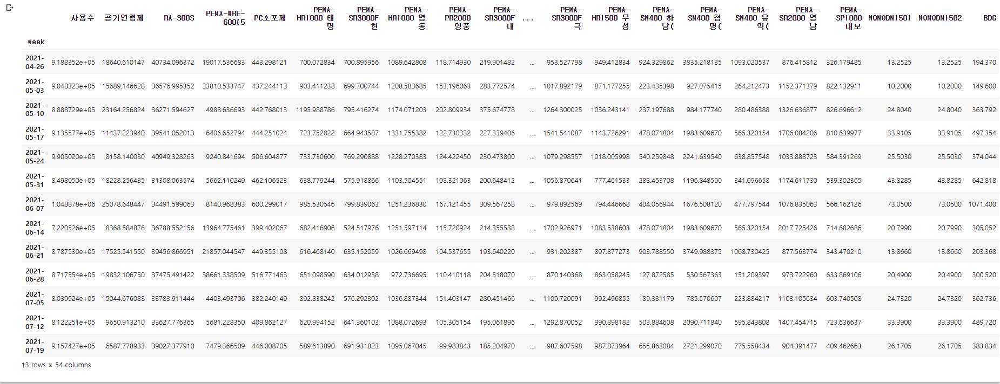 사용수 공기연행제 RA-300S PEMA-WRE-600(5 PC소포제 PEMA-HR1000 태명 PEMA-SR3000F 현 PEMA-HR1000 영동 PEMA-PR2000 영풍 PEMA-SR3000F 대 ... PEMA-SR3000F 극 PEMA-HR1500 우성 PEMA-SN400 하남( PEMA-SN400 청명( PEMA-SN400 유익( PEMA-SR2000 영남 PEMA-SP1000 대보 MONODN1501 MONODN1502 BDG
week
2021-04-26 9.188352e+05 18640.610147 40734.096372 19017.536683 443.298121 700.072834 700.895956 1089.642808 118.714930 219.901482 ... 953.527798 949.412834 924.329862 3835.218135 1093.020537 876.415812 326.179485 13.2525 13.2525 194.370
2021-05-03 9.048323e+05 15689.146628 36576.995352 33810.533747 437.244113 903.411238 699.700744 1208.583685 153.196063 283.772574 ... 1017.892179 871.177255 223.435398 927.075415 264.212473 1152.371379 822.132911 10.2000 10.2000 149.600
2021-05-10 8.888729e+05 23164.256824 36271.594627 4988.636693 442.768013 1195.988786 795.416274 1174.071203 202.809934 375.674778 ... 1264.300025 1036.243141 237.197688 984.177740 280.486388 1326.636877 826.696612 24.8040 24.8040 363.792
2021-05-17 9.135577e+05 11437.223940 39541.052013 6406.652794 444.251024 723.752022 664.943587 1331.755382 122.730332 227.339406 ... 1541.541087 1143.726291 478.071804 1983.609670 565.320154 1706.084206 810.639977 33.9105 33.9105 497.354
2021-05-24 9.905020e+05 8158.140030 40949.328263 9240.841694 506.604877 733.730600 769.290888 1228.270383 124.422450 230.473800 ... 1079.298557 1018.005998 540.259848 2241.639540 638.857548 1033.888723 584.391269 25.5030 25.5030 374.044
2021-05-31 8.498050e+05 18228.256435 31308.063574 5662.110249 462.106523 638.779244 575.918866 1103.504551 108.321063 200.648412 ... 1056.870641 777.461533 288.453708 1196.848590 341.096658 1174.611730 539.302365 43.8285 43.8285 642.818
2021-06-07 1.048878e+06 25078.648447 34491.599063 8140.968383 600.299017 985.530546 799.839063 1251.236830 167.121455 309.567258 ... 979.892569 794.446668 404.056944 1676.508120 477.797544 1076.835063 566.162126 73.0500 73.0500 1071.400
2021-06-14 7.220526e+05 8368.584876 36788.552156 13964.775461 399.402067 682.416906 524.517976 1251.597114 115.720924 214.355538 ... 1702.926971 1083.538603 478.071804 1983.609670 565.320154 2017.725426 714.682686 20.7990 20.7990 305.052
2021-06-21 8.787530e+05 17525.541550 39456.866951 21857.044547 449.355108 616.468140 635.152059 1026.669498 104.537655 193.640220 ... 931.202387 897.877273 903.788550 3749.988375 1068.730425 877.563774 343.470210 13.8660 13.8660 203.368
2021-06-28 8.717554e+05 19832.106750 37475.491422 38661.338509 516.771463 651.098590 634.012938 972.736695 110.410118 204.518070 ... 870.140368 863.058245 127.872585 530.567363 151.209397 973.722960 633.869106 20.4900 20.4900 300.520
2021-07-05 8.039924e+05 15044.676088 33783.911444 4403.493706 382.240149 892.838242 576.292302 1036.887344 151.403147 280.451466 ... 1109.720091 992.496855 189.331179 785.570607 223.884217 1103.105634 603.740508 24.7320 24.7320 362.736
2021-07-12 8.122251e+05 9650.913210 33627.776365 5681.228350 409.862127 620.994152 641.360103 1088.072693 105.305154 195.061896 ... 1292.870052 990.898182 503.884608 2090.711840 595.843808 1407.454715 723.636637 33.3900 33.3900 489.720
2021-07-19 9.157427e+05 6587.778933 39027.377910 7479.366509 446.008705 589.613890 691.931823 1095.067045 99.983843 185.204970 ... 987.607598 987.873964 655.863084 2721.299070 775.558434 904.391477 409.462663 26.1705 26.1705 383.834
13 rows × 54 columns